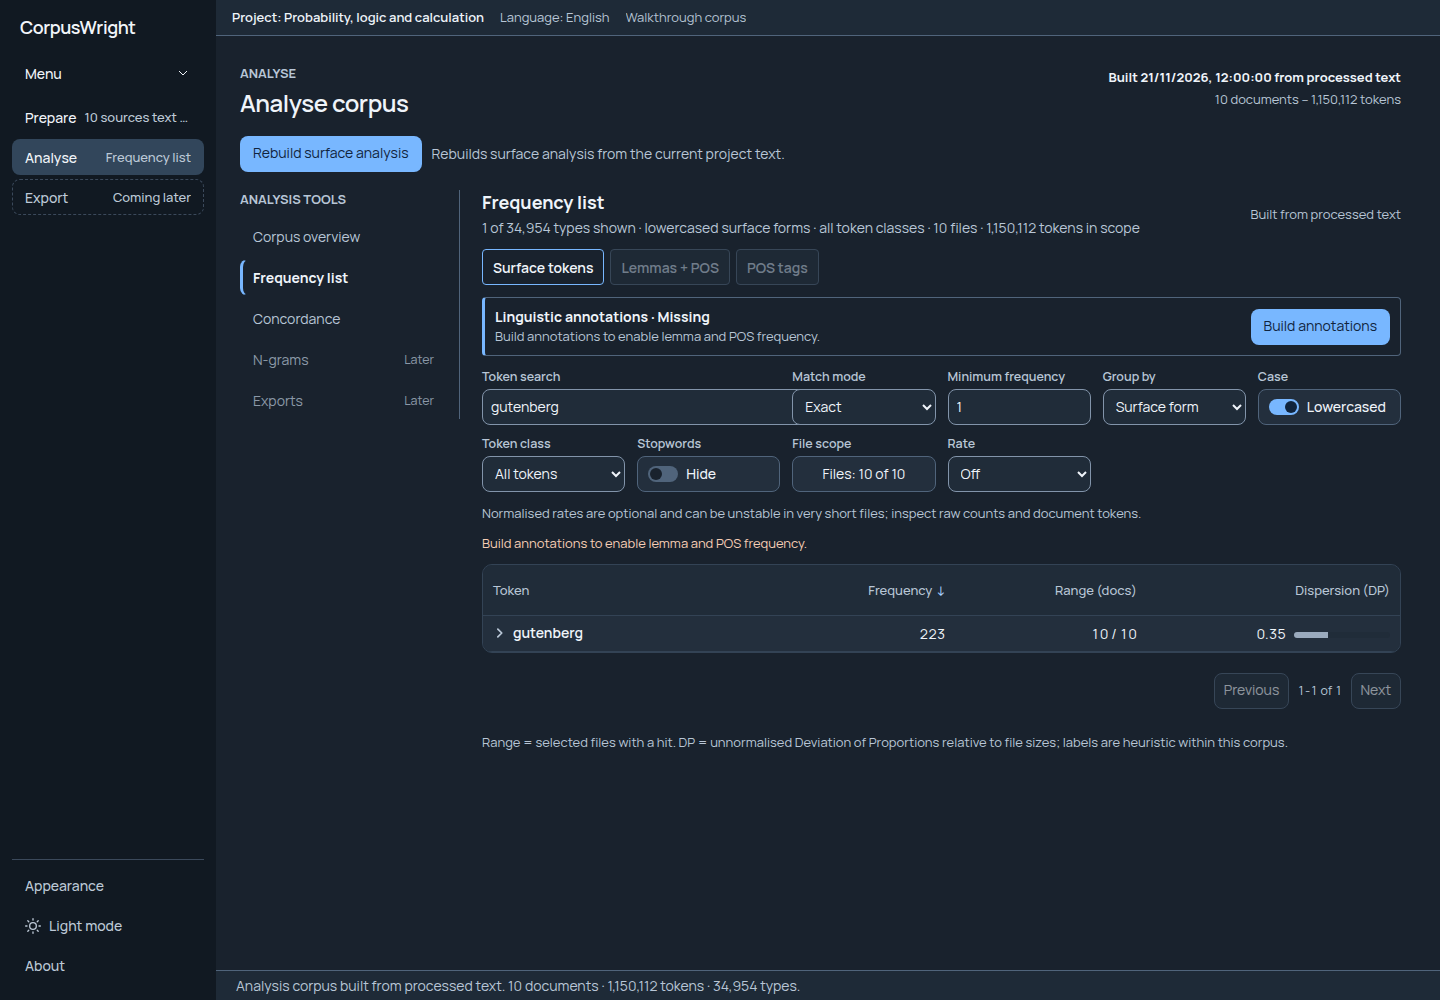 CorpusWright
Menu
Prepare 10 sources text ...
Analyse Frequency list
Export Coming later
Appearance
Light mode
About
Project: Probability, logic and calculation Language: English Walkthrough corpus
ANALYSE
Analyse corpus
Built 21/11/2026, 12:00:00 from processed text
10 documents – 1,150,112 tokens
Rebuild surface analysis Rebuilds surface analysis from the current project text.
ANALYSIS TOOLS
Corpus overview
Frequency list
Concordance
N-grams Later
Exports Later
Frequency list
1 of 34,954 types shown · lowercased surface forms · all token classes · 10 files · 1,150,112 tokens in scope
Built from processed text
Surface tokens Lemmas + POS POS tags
Linguistic annotations · Missing
Build annotations to enable lemma and POS frequency.
Build annotations
Token search Match mode Minimum frequency Group by Case
gutenberg Exact 1 Surface form Lowercased
Token class Stopwords File scope Rate
All tokens Hide Files: 10 of 10 Off
Normalised rates are optional and can be unstable in very short files; inspect raw counts and document tokens.
Build annotations to enable lemma and POS frequency.
Token Frequency ↓ Range (docs) Dispersion (DP)
gutenberg 223 10 / 10 0.35
Previous 1-1 of 1 Next
Range = selected files with a hit. DP = unnormalised Deviation of Proportions relative to file sizes; labels are heuristic within this corpus.
Analysis corpus built from processed text. 10 documents · 1,150,112 tokens · 34,954 types.